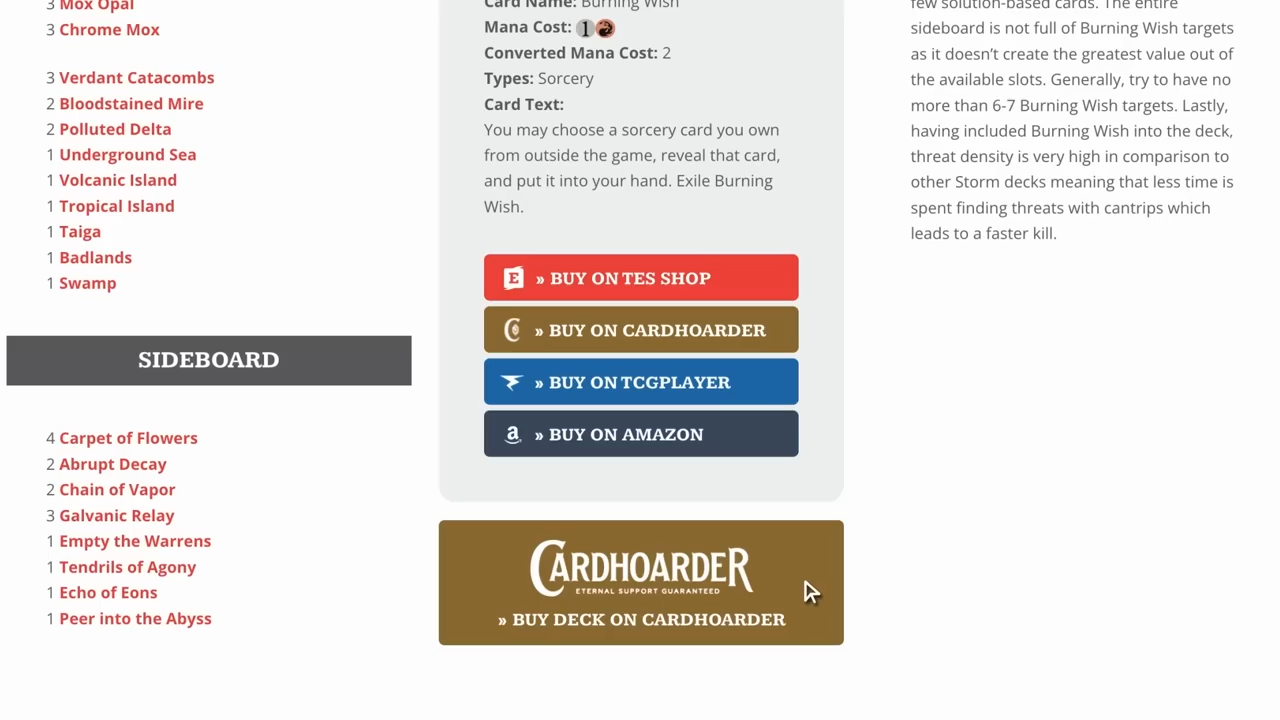 3 Mox Opal
3 Chrome Mox
3 Verdant Catacombs
2 Bloodstained Mire
2 Polluted Delta
1 Underground Sea
1 Volcanic Island
1 Tropical Island
1 Taiga
1 Badlands
1 Swamp
SIDEBOARD
4 Carpet of Flowers
2 Abrupt Decay
2 Chain of Vapor
3 Galvanic Relay
1 Empty the Warrens
1 Tendrils of Agony
1 Echo of Eons
1 Peer into the Abyss
Card Name: Burning Wish
Mana Cost: 1
Converted Mana Cost: 2
Types: Sorcery
Card Text:
You may choose a sorcery card you own
from outside the game, reveal that card,
and put it into your hand. Exile Burning
Wish.
E » BUY ON TES SHOP
» BUY ON CARDHOARDER
» BUY ON TCGPLAYER
a » BUY ON AMAZON
CARDHOARDER
ETERNAL SUPPORT GUARANTEED
» BUY DECK ON CARDHOARDER
few solution-based cards. The entire
sideboard is not full of Burning Wish targets
as it doesn’t create the greatest value out of
the available slots. Generally, try to have no
more than 6-7 Burning Wish targets. Lastly,
having included Burning Wish into the deck,
threat density is very high in comparison to
other Storm decks meaning that less time is
spent finding threats with cantrips which
leads to a faster kill.